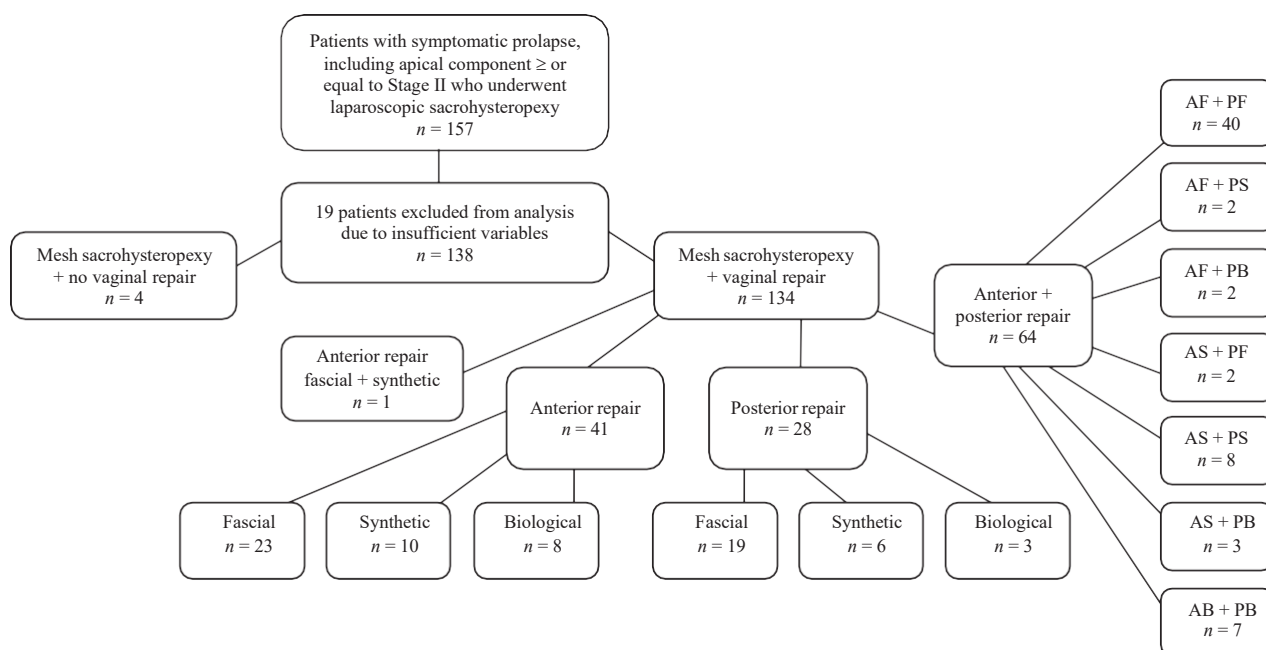 Patients with symptomatic prolapse,
including apical component ≥ or
equal to Stage II who underwent
laparoscopic sacrohysteropexy
n = 157
19 patients excluded from analysis
due to insufficient variables
n = 138
Mesh sacrohysteropexy
+ no vaginal repair
n = 4
Mesh sacrohysteropexy
+ vaginal repair
n = 134
Anterior repair
fascial + synthetic
n = 1
Anterior repair
n = 41
Posterior repair
n = 28
Anterior +
posterior repair
n = 64
Fascial
n = 23
Synthetic
n = 10
Biological
n = 8
Fascial
n = 19
Synthetic
n = 6
Biological
n = 3
AF + PF
n = 40
AF + PS
n = 2
AF + PB
n = 2
AS + PF
n = 2
AS + PS
n = 8
AS + PB
n = 3
AB + PB
n = 7